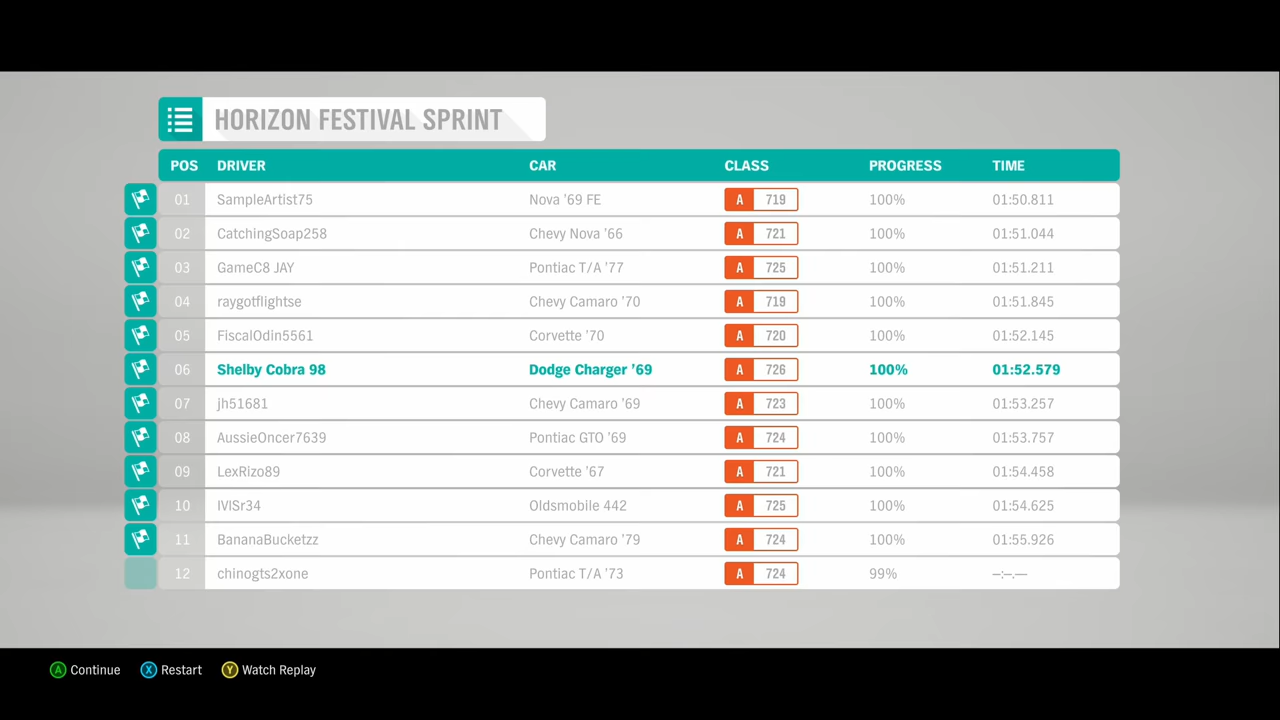 HORIZON FESTIVAL SPRINT
POS DRIVER CAR CLASS PROGRESS TIME
01 SampleArtist75 Nova '69 FE A 719 100% 01:50.811
02 CatchingSoap258 Chevy Nova '66 A 721 100% 01:51.044
03 GameC8 JAY Pontiac T/A '77 A 725 100% 01:51.211
04 raygotflightse Chevy Camaro '70 A 719 100% 01:51.845
05 FiscalOdin5561 Corvette '70 A 720 100% 01:52.145
06 Shelby Cobra 98 Dodge Charger '69 A 726 100% 01:52.579
07 jh51681 Chevy Camaro '69 A 723 100% 01:53.257
08 AussieOncer7639 Pontiac GTO '69 A 724 100% 01:53.757
09 LexRizo89 Corvette '67 A 721 100% 01:54.458
10 IVISr34 Oldsmobile 442 A 725 100% 01:54.625
11 BananaBucketzz Chevy Camaro '79 A 724 100% 01:55.926
12 chinogts2xone Pontiac T/A '73 A 724 99% –:–.––
A Continue X Restart Y Watch Replay